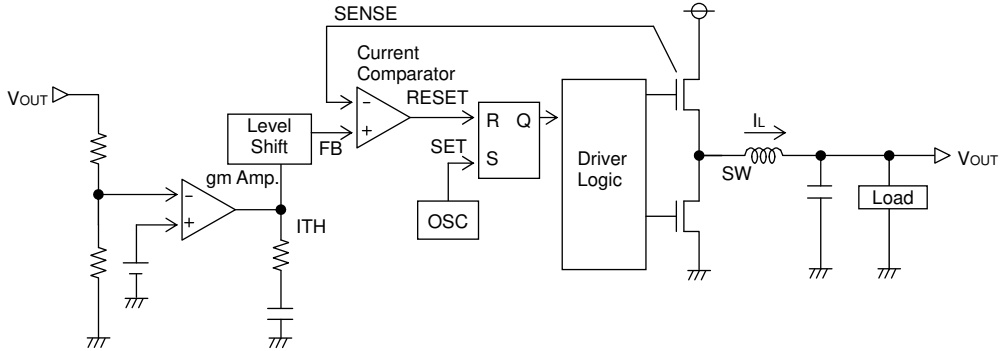 SENSE
Current
Comparator
VOUT
RESET
Level
Shift
FB
R Q
S
SET
IL
Driver
Logic
SW
VOUT
gm Amp.
Load
OSC
ITH
-
+
-
+